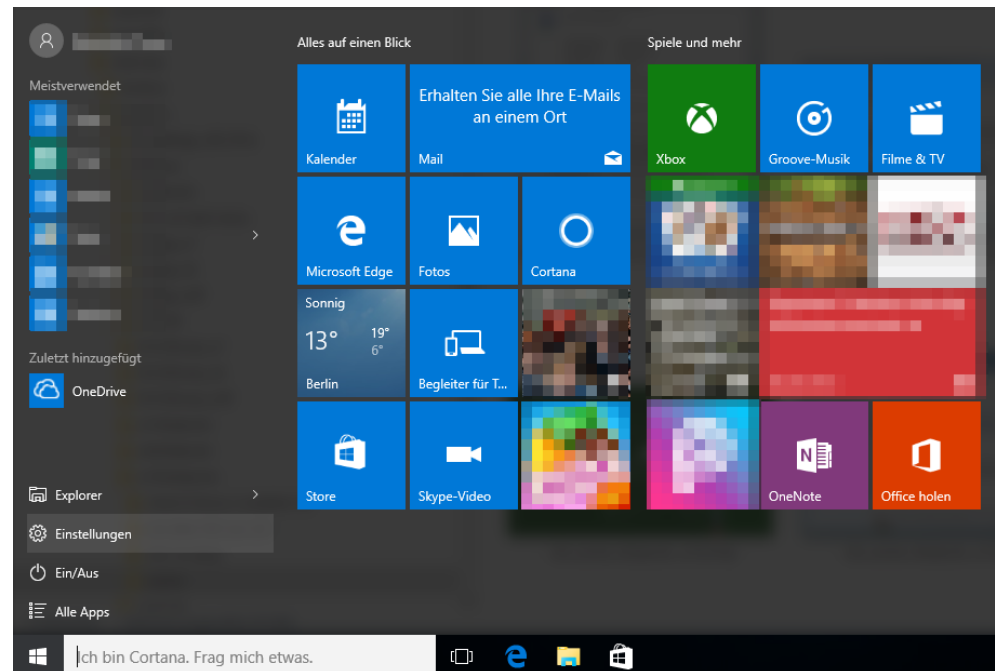 Meistverwendet
Zuletzt hinzugefügt
OneDrive
Explorer
Einstellungen
Ein/Aus
Alle Apps
Alles auf einen Blick
Kalender
Erhalten Sie alle Ihre E-Mails
an einem Ort
Mail
Microsoft Edge
Fotos
Cortana
Sonnig
13°
19°
6°
Berlin
Begleiter für T...
Store
Skype-Video
Spiele und mehr
Xbox
Groove-Musik
Filme & TV
OneNote
Office holen
Ich bin Cortana. Frag mich etwas.